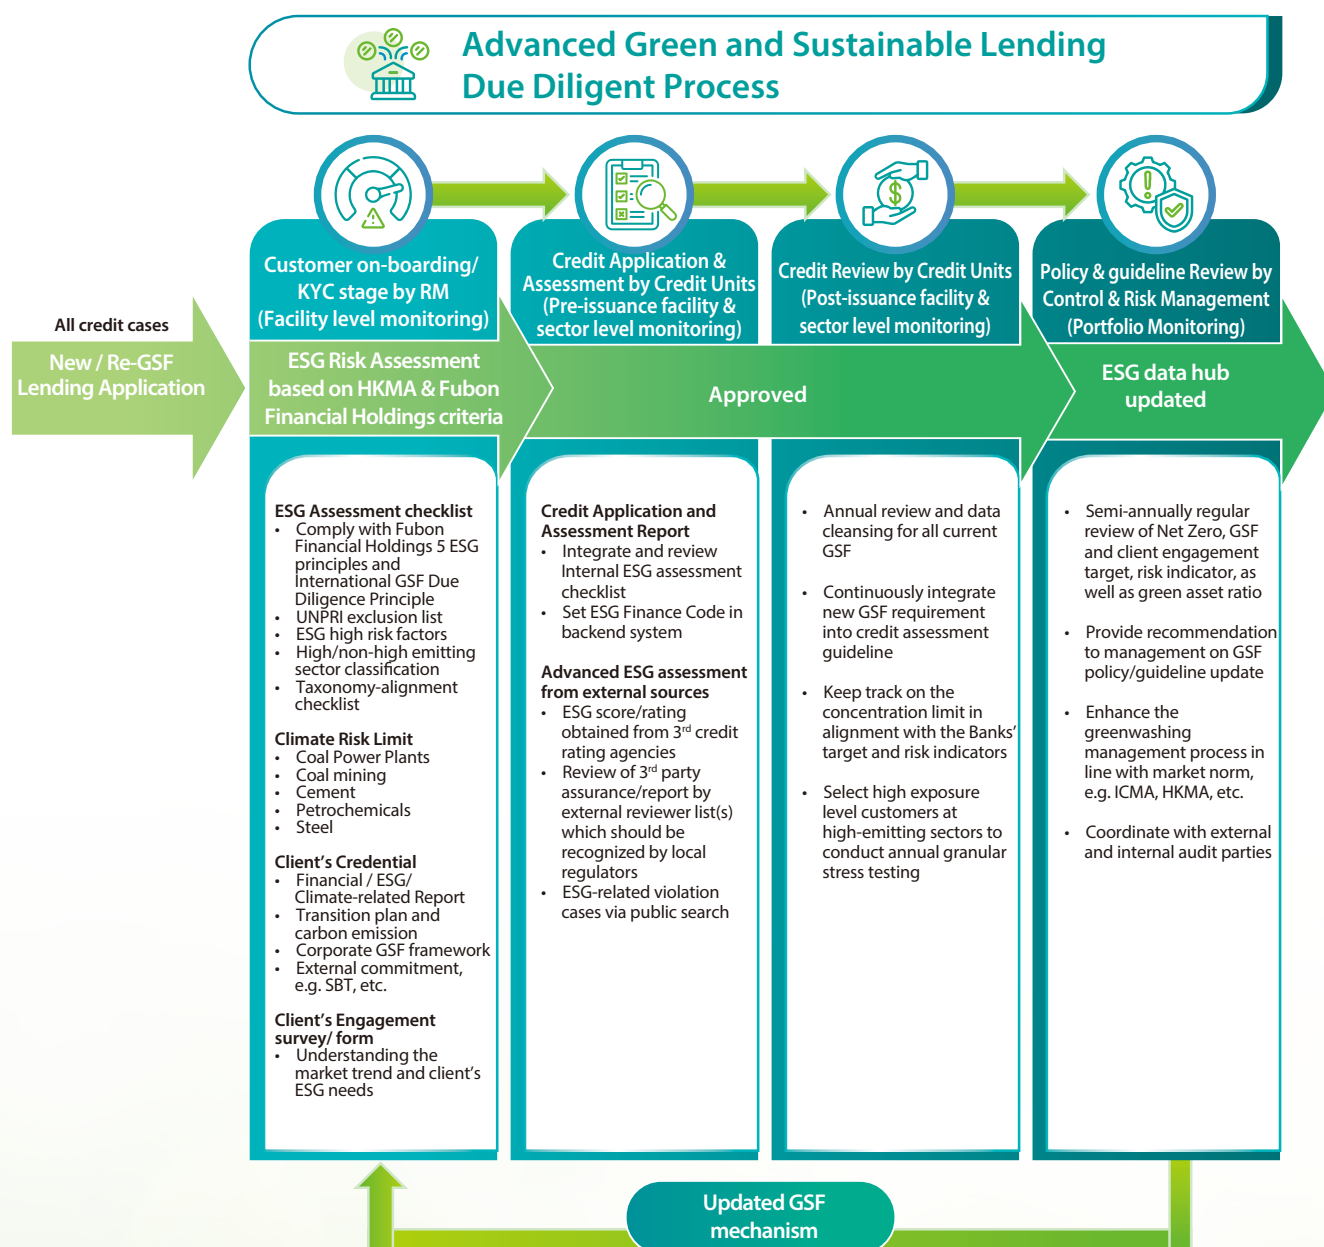 Advanced Green and Sustainable Lending
Due Diligent Process
All credit cases
New / Re-GSF
Lending Application
Customer on-boarding/
KYC stage by RM
(Facility level monitoring)
ESG Risk Assessment
based on HKMA & Fubon
Financial Holdings criteria
ESG Assessment checklist
• Comply with Fubon
Financial Holdings 5 ESG
principles and
International GSF Due
Diligence Principle
• UNPRI exclusion list
• ESG high risk factors
• High/non-high emitting
sector classification
• Taxonomy-alignment
checklist
Climate Risk Limit
• Coal Power Plants
• Coal mining
• Cement
• Petrochemicals
• Steel
Client's Credential
• Financial / ESG/
Climate-related Report
• Transition plan and
carbon emission
• Corporate GSF framework
• External commitment,
e.g. SBT, etc.
Client's Engagement
survey/ form
• Understanding the
market trend and client's
ESG needs
Credit Application &
Assessment by Credit Units
(Pre-issuance facility &
sector level monitoring)
Approved
Credit Application and
Assessment Report
• Integrate and review
Internal ESG assessment
checklist
• Set ESG Finance Code in
backend system
Advanced ESG assessment
from external sources
• ESG score/rating
obtained from 3rd credit
rating agencies
• Review of 3rd party
assurance/report by
external reviewer list(s)
which should be
recognized by local
regulators
• ESG-related violation
cases via public search
Credit Review by Credit Units
(Post-issuance facility &
sector level monitoring)
• Annual review and data
cleansing for all current
GSF
• Continuously integrate
new GSF requirement
into credit assessment
guideline
• Keep track on the
concentration limit in
alignment with the Banks'
target and risk indicators
• Select high exposure
level customers at
high-emitting sectors to
conduct annual granular
stress testing
Policy & guideline Review by
Control & Risk Management
(Portfolio Monitoring)
ESG data hub
updated
• Semi-annually regular
review of Net Zero, GSF
and client engagement
target, risk indicator, as
well as green asset ratio
• Provide recommendation
to management on GSF
policy/guideline update
• Enhance the
greenwashing
management process in
line with market norm,
e.g. ICMA, HKMA, etc.
• Coordinate with external
and internal audit parties
Updated GSF
mechanism